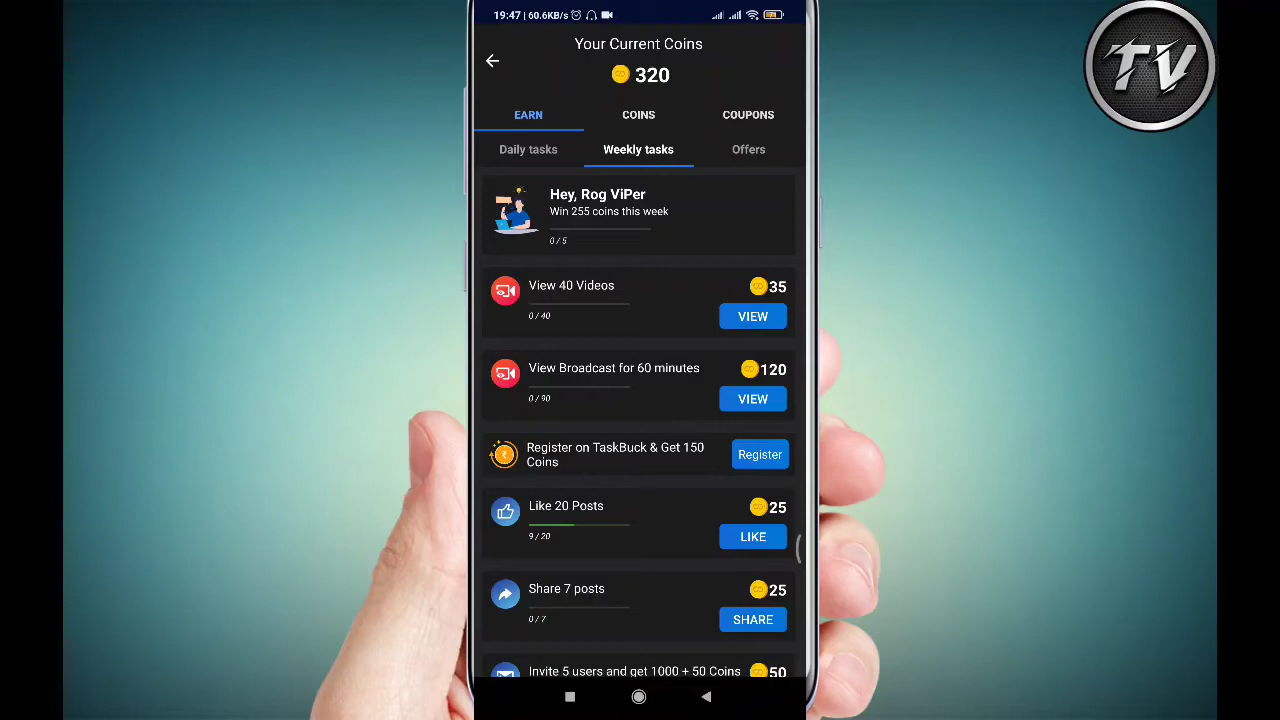 19:47 | 60.6KB/s
TV
Your Current Coins
320
EARN
COINS
COUPONS
Daily tasks
Weekly tasks
Offers
Hey, Rog ViPer
Win 255 coins this week
0 / 5
View 40 Videos
35
0 / 40
VIEW
View Broadcast for 60 minutes
120
0 / 90
VIEW
Register on TaskBuck & Get 150
Coins
Register
Like 20 Posts
25
9 / 20
LIKE
Share 7 posts
25
0 / 7
SHARE
Invite 5 users and get 1000 + 50 Coins
50